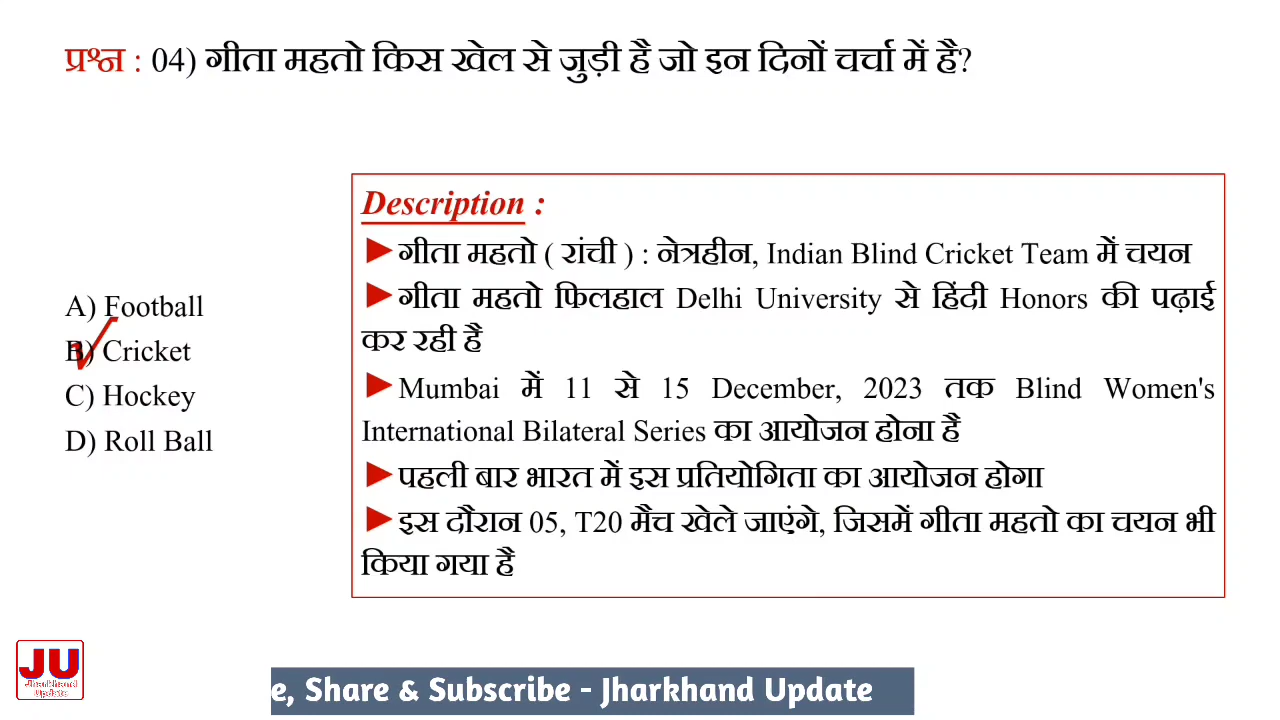 प्रश्न : 04) गीता महतो किस खेल से जुड़ी है जो इन दिनों चर्चा में है?
A) Football
B) Cricket
C) Hockey
D) Roll Ball
Description :
►गीता महतो ( रांची ) : नेत्रहीन, Indian Blind Cricket Team में चयन
►गीता महतो फिलहाल Delhi University से हिंदी Honors की पढ़ाई
कर रही है
►Mumbai में 11 से 15 December, 2023 तक Blind Women's
International Bilateral Series का आयोजन होना है
►पहली बार भारत में इस प्रतियोगिता का आयोजन होगा
►इस दौरान 05, T20 मैच खेले जाएंगे, जिसमें गीता महतो का चयन भी
किया गया है
JU
Jharkhand
Update
e, Share & Subscribe - Jharkhand Update